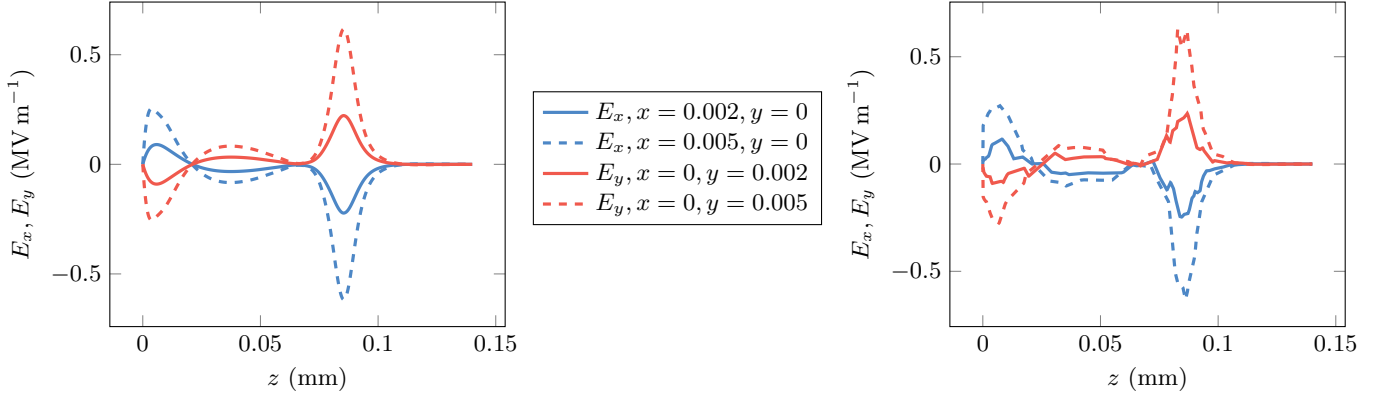 0.5
0
−0.5
0
0.05
0.1
0.15
z (mm)
E_x, E_y (MV m^{−1})
E_x, x = 0.002, y = 0
E_x, x = 0.005, y = 0
E_y, x = 0, y = 0.002
E_y, x = 0, y = 0.005
0.5
0
−0.5
0
0.05
0.1
0.15
z (mm)
E_x, E_y (MV m^{−1})